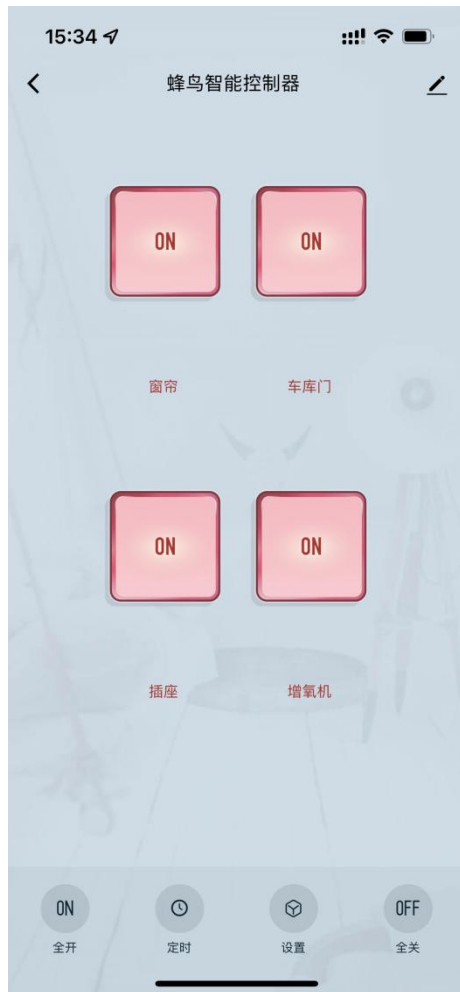 15:34
蜂鸟智能控制器
ON ON
窗帘 车库门
ON ON
插座 增氧机
ON OFF
全开 定时 设置 全关